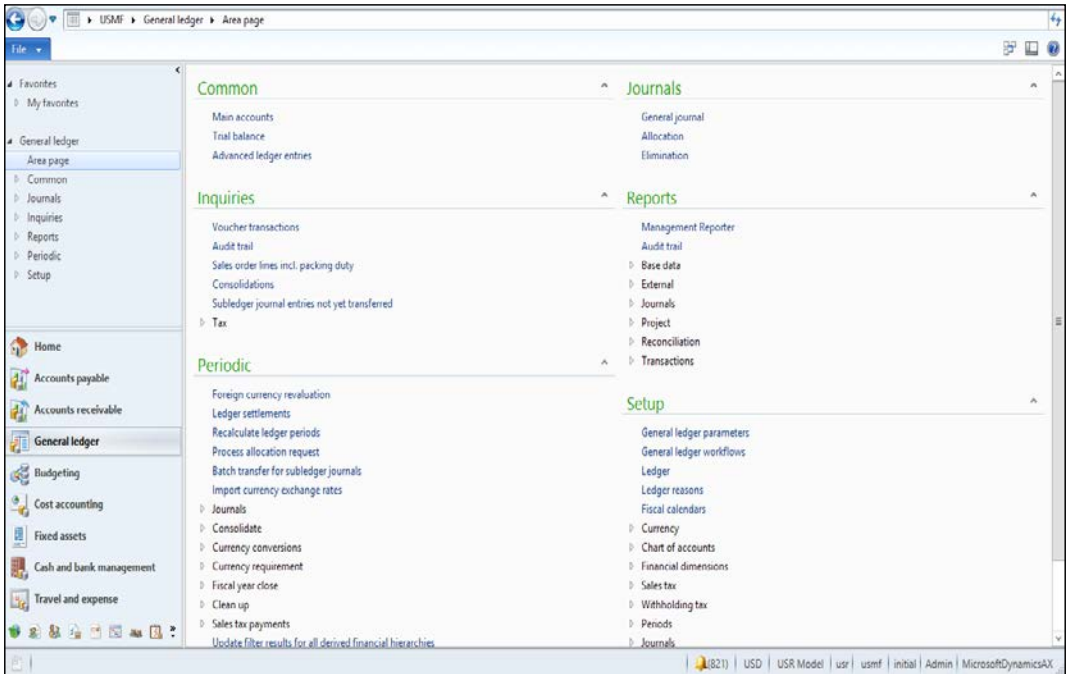 USMF General ledger Area page
File
Favorites
My favorites
General ledger
Area page
Common
Journals
Inquiries
Reports
Periodic
Setup
Home
Accounts payable
Accounts receivable
General ledger
Budgeting
Cost accounting
Fixed assets
Cash and bank management
Travel and expense
Common
Main accounts
Trial balance
Advanced ledger entries
Inquiries
Voucher transactions
Audit trail
Sales order lines incl. packing duty
Consolidations
Subledger journal entries not yet transferred
Tax
Periodic
Foreign currency revaluation
Ledger settlements
Recalculate ledger periods
Process allocation request
Batch transfer for subledger journals
Import currency exchange rates
Journals
Consolidate
Currency conversions
Currency requirement
Fiscal year close
Clean up
Sales tax payments
Update filter results for all derived financial hierarchies
Journals
General journal
Allocation
Elimination
Reports
Management Reporter
Audit trail
Base data
External
Journals
Project
Reconciliation
Transactions
Setup
General ledger parameters
General ledger workflows
Ledger
Ledger reasons
Fiscal calendars
Currency
Chart of accounts
Financial dimensions
Sales tax
Withholding tax
Periods
Journals
(821) USD USR Model usr usmf initial Admin MicrosoftDynamicsAX